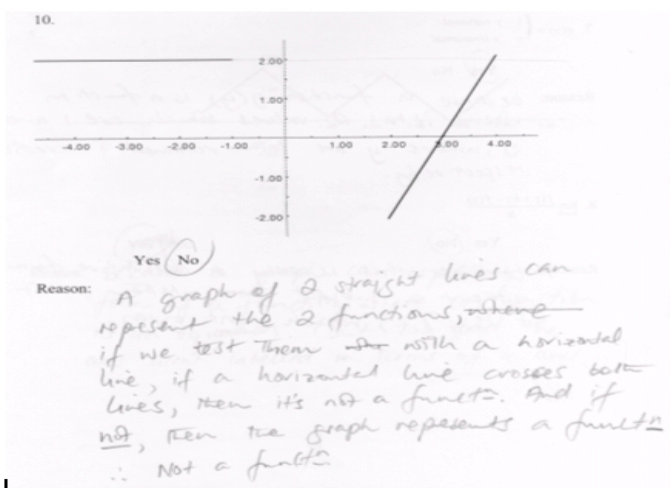 10.
2.00
1.00
-4.00 -3.00 -2.00 -1.00 1.00 2.00 3.00 4.00
-1.00
-2.00
Yes No
Reason: A graph of 2 straight lines can
represent the 2 functions, where
if we test them with a horizontal
line, if a horizontal line crosses both
lines, then it's not a functn. And if
not, then the graph represents a functn
∴ Not a functn